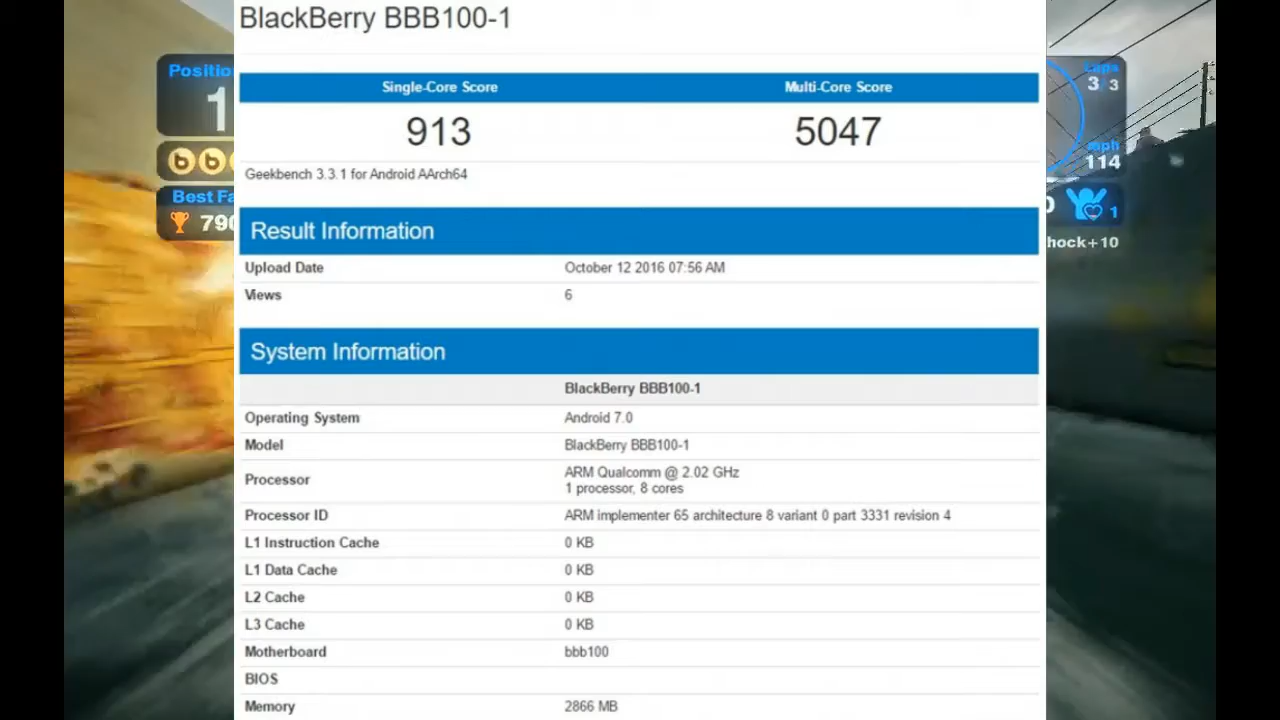 BlackBerry BBB100-1
Single-Core Score Multi-Core Score
913 5047
Geekbench 3.3.1 for Android AArch64
Result Information
Upload Date October 12 2016 07:56 AM
Views 6
System Information
BlackBerry BBB100-1
Operating System Android 7.0
Model BlackBerry BBB100-1
Processor ARM Qualcomm @ 2.02 GHz
1 processor, 8 cores
Processor ID ARM implementer 65 architecture 8 variant 0 part 3331 revision 4
L1 Instruction Cache 0 KB
L1 Data Cache 0 KB
L2 Cache 0 KB
L3 Cache 0 KB
Motherboard bbb100
BIOS
Memory 2866 MB
Positio
1
b b
Best Fa
790
Laps
3/3
mph
114
0
1
hock+10